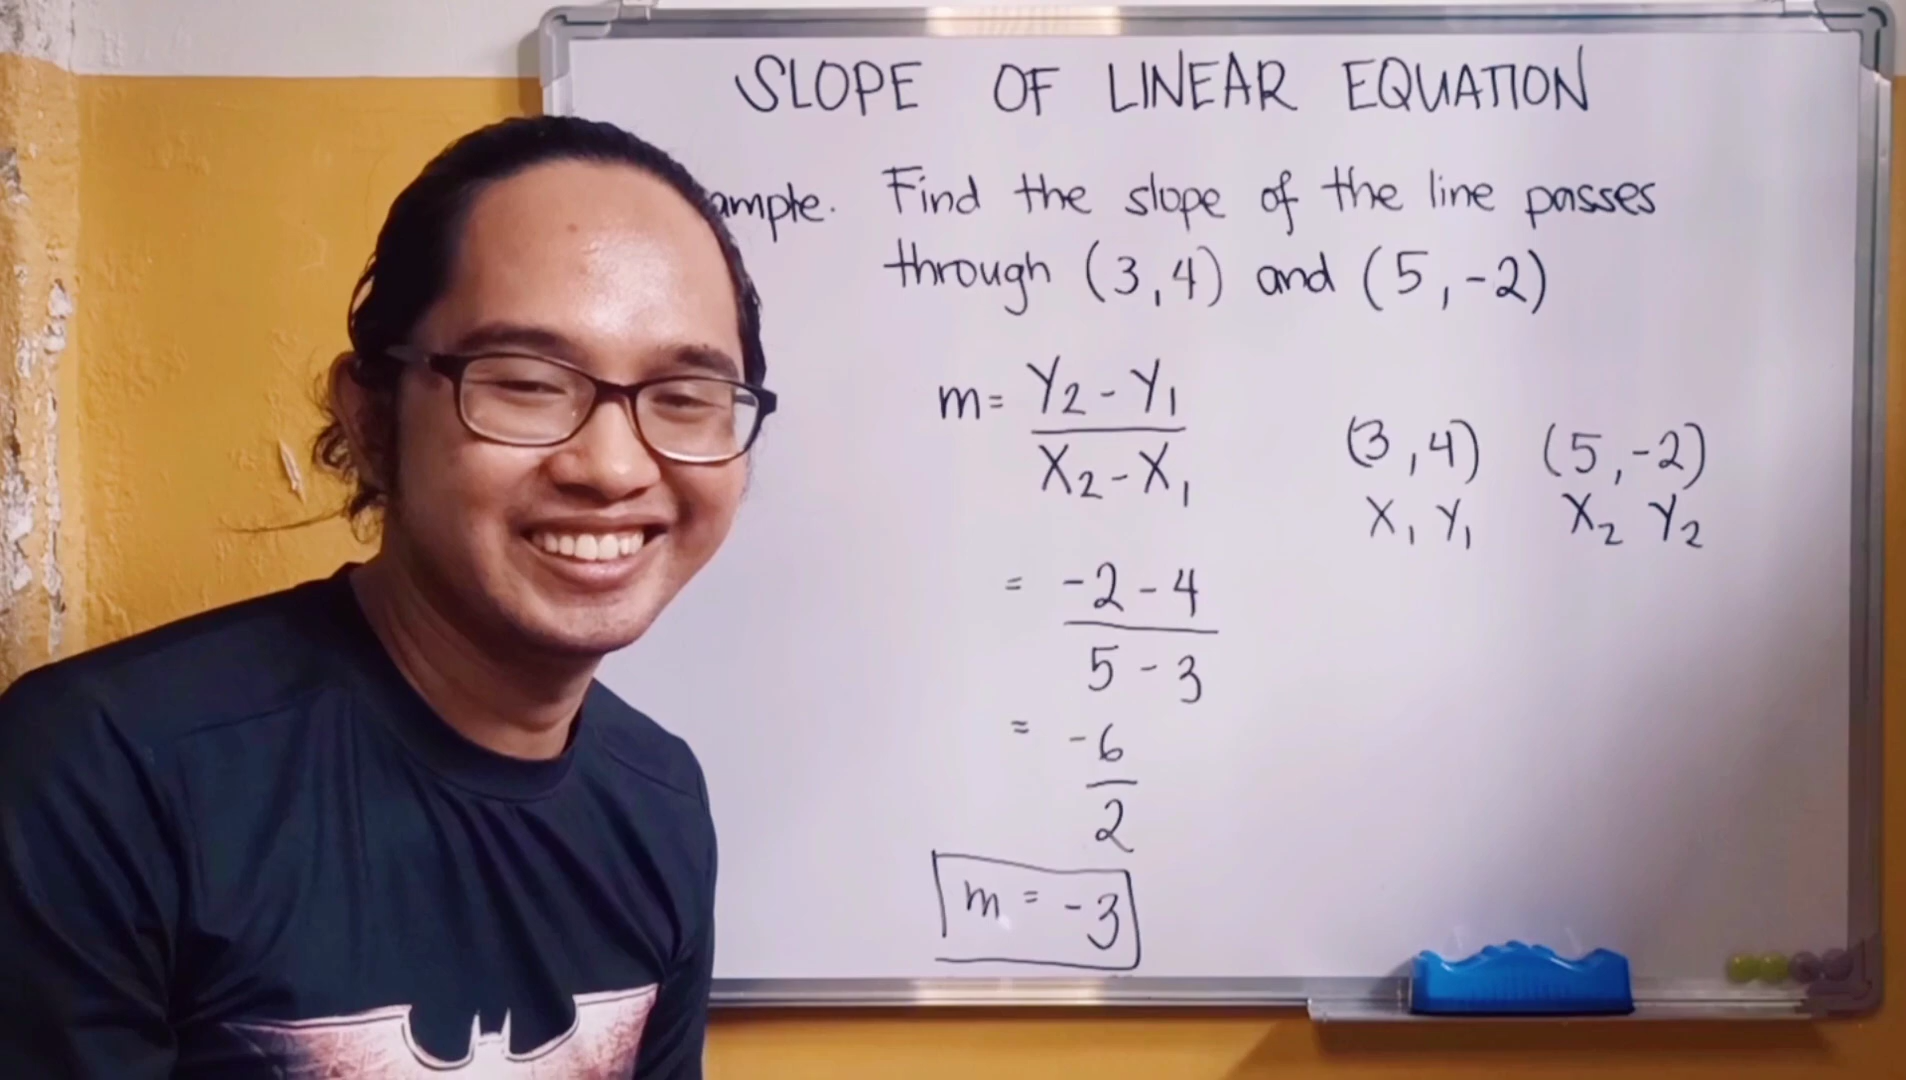 SLOPE OF LINEAR EQUATION
ample. Find the slope of the line passes
through (3,4) and (5,-2)
m= Y2-Y1
X2-X1
(3,4) (5,-2)
X1 Y1 X2 Y2
= -2-4
5-3
= -6
2
m = -3